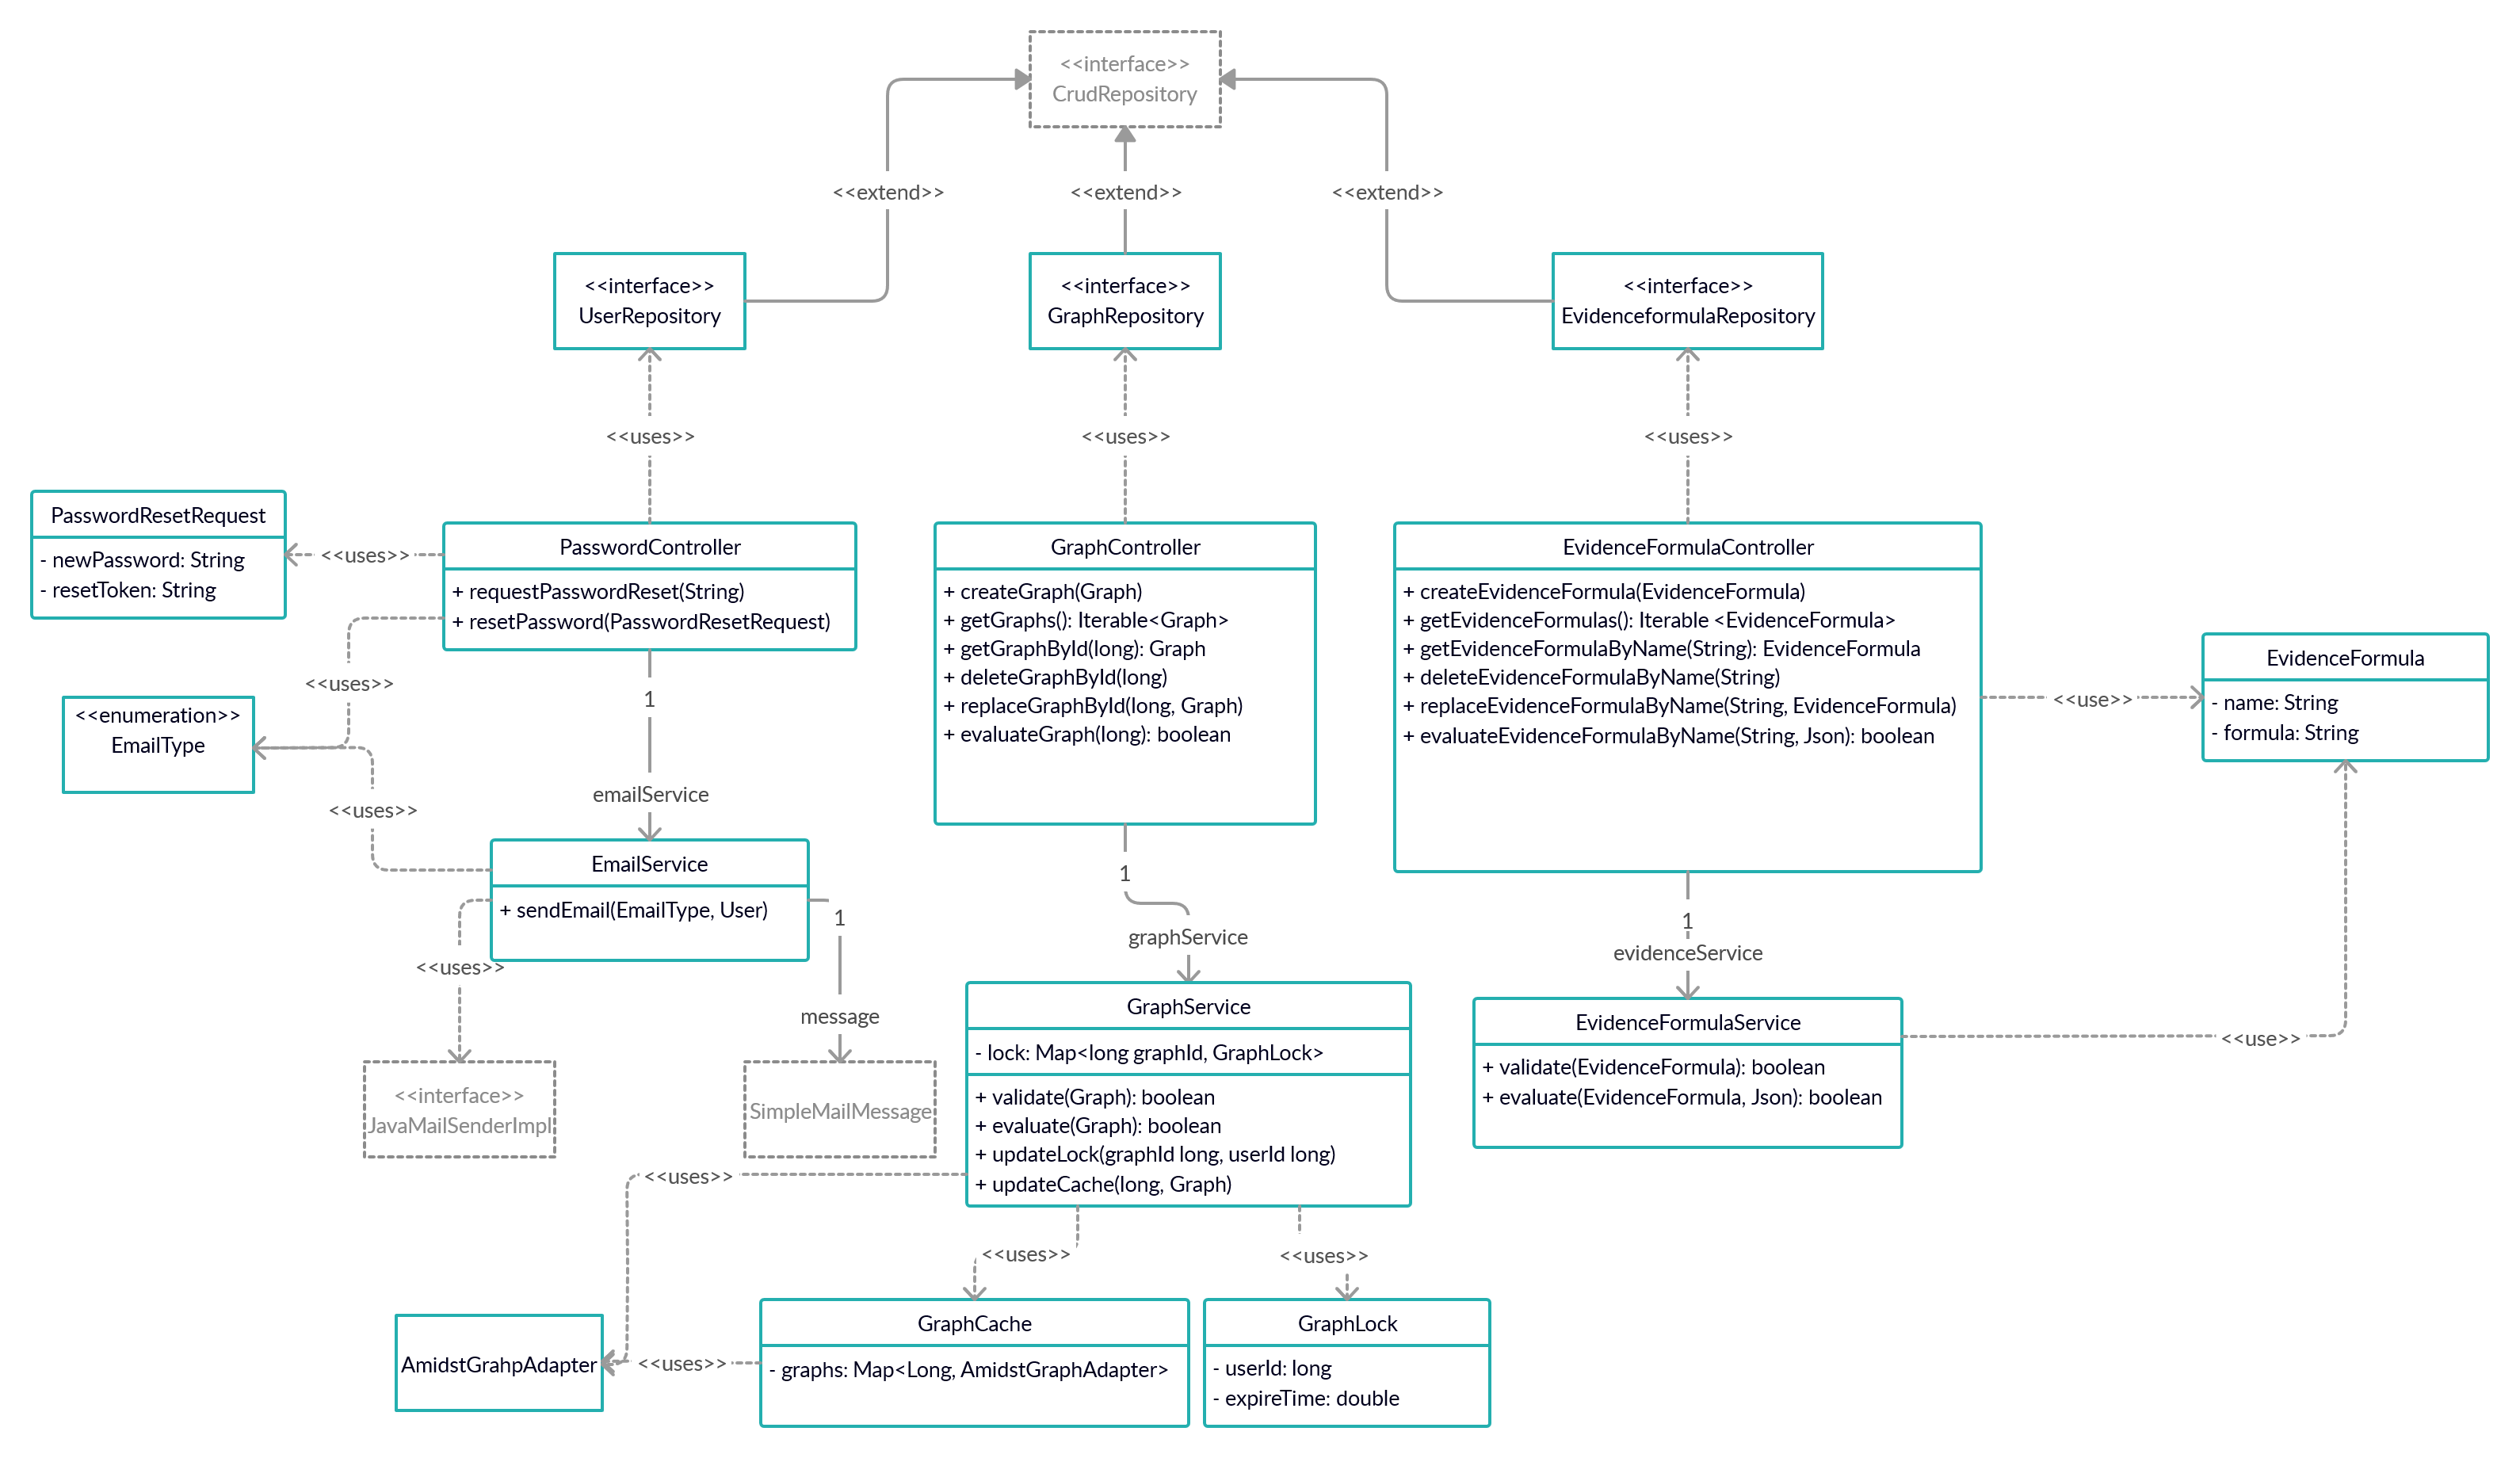 <<interface>>
CrudRepository
<<extend>>
<<extend>>
<<extend>>
<<interface>>
UserRepository
<<interface>>
GraphRepository
<<interface>>
EvidenceformulaRepository
<<uses>>
<<uses>>
<<uses>>
PasswordResetRequest
- newPassword: String
- resetToken: String
<<uses>>
PasswordController
+ requestPasswordReset(String)
+ resetPassword(PasswordResetRequest)
GraphController
+ createGraph(Graph)
+ getGraphs(): Iterable<Graph>
+ getGraphById(long): Graph
+ deleteGraphById(long)
+ replaceGraphById(long, Graph)
+ evaluateGraph(long): boolean
EvidenceFormulaController
+ createEvidenceFormula(EvidenceFormula)
+ getEvidenceFormulas(): Iterable <EvidenceFormula>
+ getEvidenceFormulaByName(String): EvidenceFormula
+ deleteEvidenceFormulaByName(String)
+ replaceEvidenceFormulaByName(String, EvidenceFormula)
+ evaluateEvidenceFormulaByName(String, Json): boolean
<<use>>
EvidenceFormula
- name: String
- formula: String
<<uses>>
<<enumeration>>
EmailType
<<uses>>
1
emailService
EmailService
+ sendEmail(EmailType, User)
1
graphService
1
evidenceService
<<uses>>
1
message
<<interface>>
JavaMailSenderImpl
SimpleMailMessage
GraphService
- lock: Map<long graphId, GraphLock>
+ validate(Graph): boolean
+ evaluate(Graph): boolean
+ updateLock(graphId long, userId long)
+ updateCache(long, Graph)
EvidenceFormulaService
+ validate(EvidenceFormula): boolean
+ evaluate(EvidenceFormula, Json): boolean
<<use>>
<<uses>>
<<uses>>
<<uses>>
AmidstGrahpAdapter
<<uses>>
GraphCache
- graphs: Map<Long, AmidstGraphAdapter>
GraphLock
- userId: long
- expireTime: double